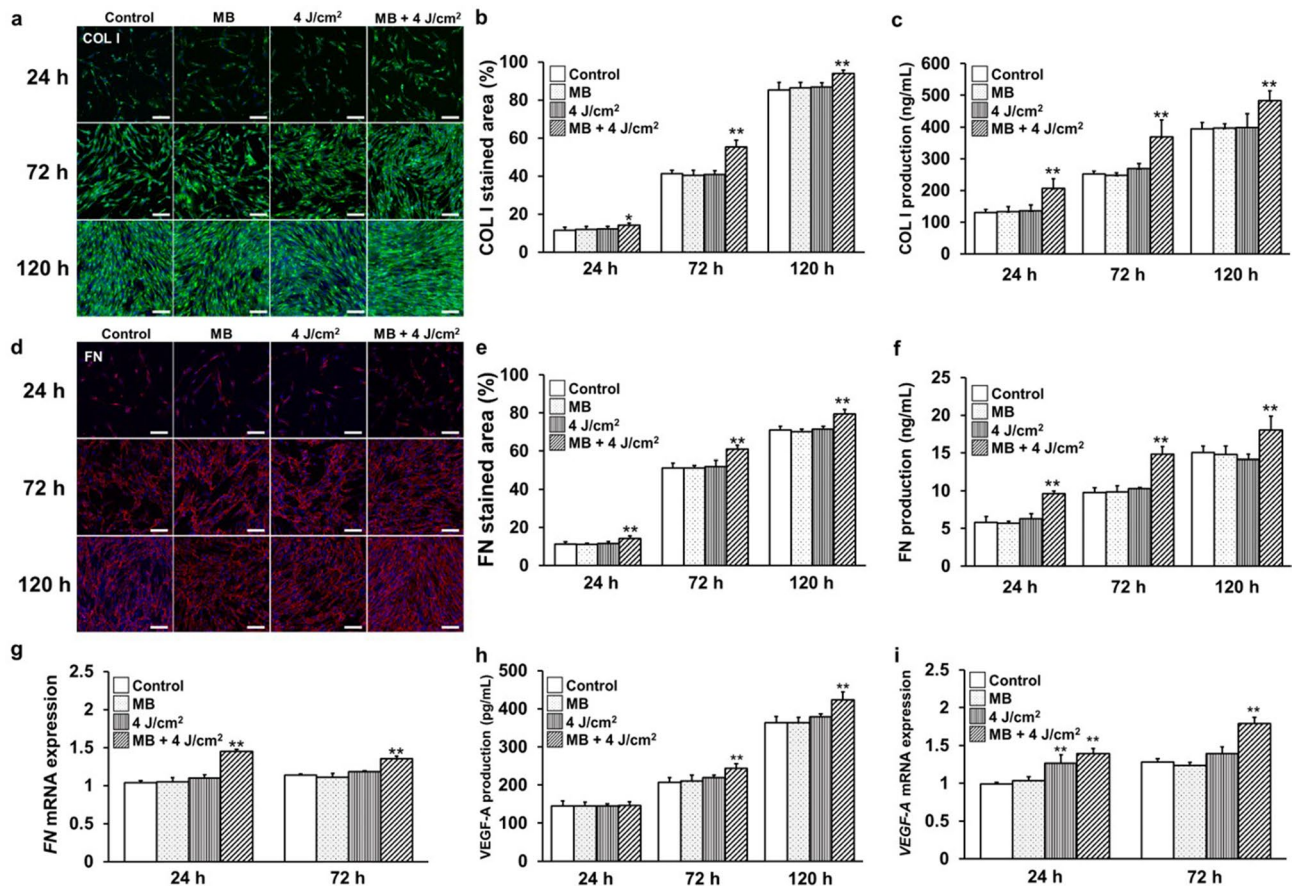 a
Control MB 4 J/cm² MB + 4 J/cm²
COL I
24 h
72 h
120 h
b
COL I stained area (%)
100
80
60
40
20
0
Control
MB
4 J/cm²
MB + 4 J/cm²
*
**
**
24 h 72 h 120 h
c
COL I production (ng/mL)
600
500
400
300
200
100
0
Control
MB
4 J/cm²
MB + 4 J/cm²
**
**
**
24 h 72 h 120 h
d
Control MB 4 J/cm² MB + 4 J/cm²
FN
24 h
72 h
120 h
e
FN stained area (%)
100
80
60
40
20
0
Control
MB
4 J/cm²
MB + 4 J/cm²
**
**
**
24 h 72 h 120 h
f
FN production (ng/mL)
25
20
15
10
5
0
Control
MB
4 J/cm²
MB + 4 J/cm²
**
**
**
24 h 72 h 120 h
g
FN mRNA expression
2.5
2
1.5
1
0.5
0
Control
MB
4 J/cm²
MB + 4 J/cm²
**
**
24 h 72 h
h
VEGF-A production (pg/mL)
500
400
300
200
100
0
Control
MB
4 J/cm²
MB + 4 J/cm²
**
**
24 h 72 h 120 h
i
VEGF-A mRNA expression
2.5
2
1.5
1
0.5
0
Control
MB
4 J/cm²
MB + 4 J/cm²
**
**
**
24 h 72 h